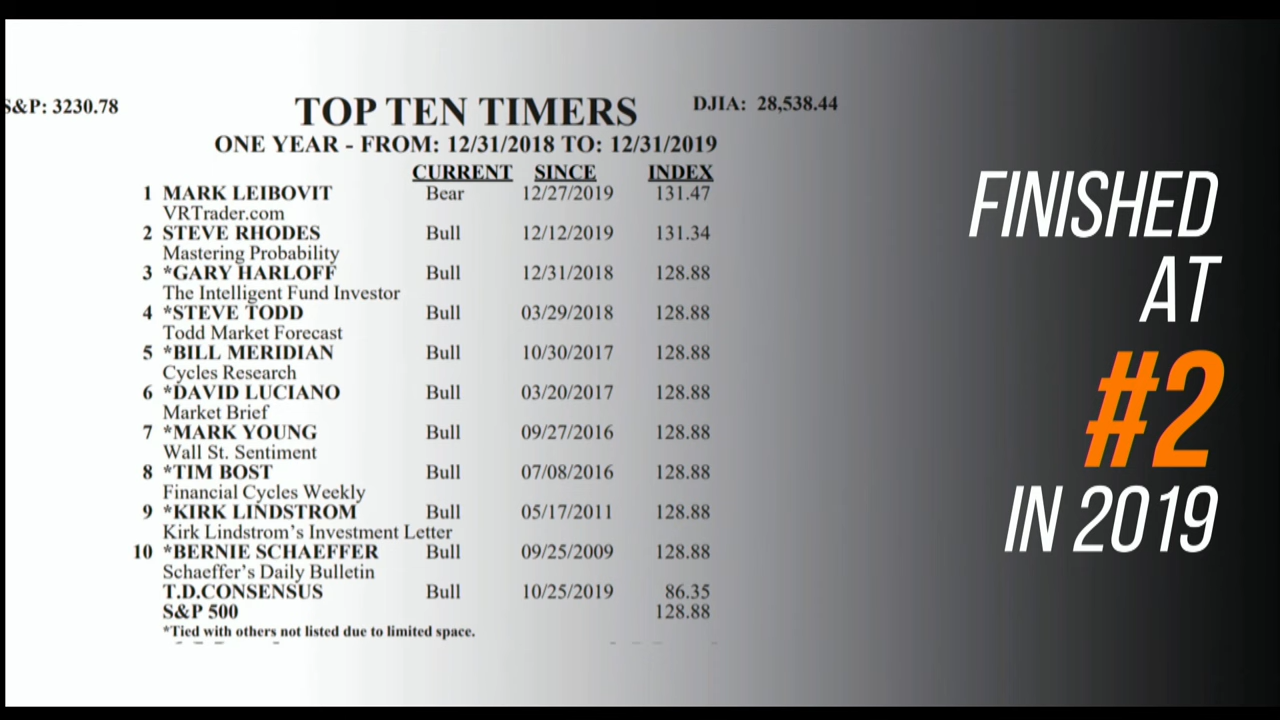 S&P: 3230.78
TOP TEN TIMERS
DJIA: 28,538.44
ONE YEAR - FROM: 12/31/2018 TO: 12/31/2019
CURRENT SINCE INDEX
1 MARK LEIBOVIT Bear 12/27/2019 131.47
VRTrader.com
2 STEVE RHODES Bull 12/12/2019 131.34
Mastering Probability
3 *GARY HARLOFF Bull 12/31/2018 128.88
The Intelligent Fund Investor
4 *STEVE TODD Bull 03/29/2018 128.88
Todd Market Forecast
5 *BILL MERIDIAN Bull 10/30/2017 128.88
Cycles Research
6 *DAVID LUCIANO Bull 03/20/2017 128.88
Market Brief
7 *MARK YOUNG Bull 09/27/2016 128.88
Wall St. Sentiment
8 *TIM BOST Bull 07/08/2016 128.88
Financial Cycles Weekly
9 *KIRK LINDSTROM Bull 05/17/2011 128.88
Kirk Lindstrom's Investment Letter
10 *BERNIE SCHAEFFER Bull 09/25/2009 128.88
Schaeffer's Daily Bulletin
T.D.CONSENSUS Bull 10/25/2019 86.35
S&P 500 128.88
*Tied with others not listed due to limited space.
FINISHED
AT
#2
IN 2019